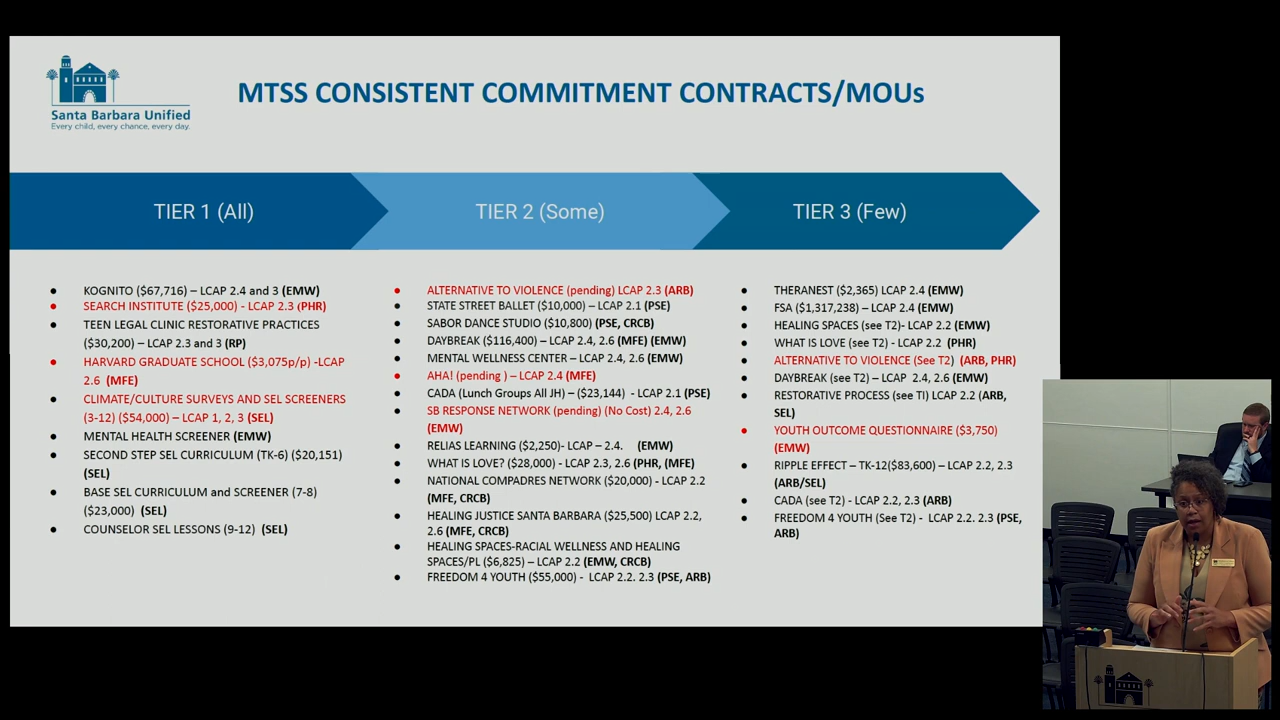 Santa Barbara Unified
Every child, every chance, every day.
MTSS CONSISTENT COMMITMENT CONTRACTS/MOUs
TIER 1 (All)
KOGNITO ($67,716) – LCAP 2.4 and 3 (EMW)
SEARCH INSTITUTE ($25,000) - LCAP 2.3 (PHR)
TEEN LEGAL CLINIC RESTORATIVE PRACTICES
($30,200) – LCAP 2.3 and 3 (RP)
HARVARD GRADUATE SCHOOL ($3,075p/p) -LCAP
2.6 (MFE)
CLIMATE/CULTURE SURVEYS AND SEL SCREENERS
(3-12) ($54,000) – LCAP 1, 2, 3 (SEL)
MENTAL HEALTH SCREENER (EMW)
SECOND STEP SEL CURRICULUM (TK-6) ($20,151)
(SEL)
BASE SEL CURRICULUM and SCREENER (7-8)
($23,000) (SEL)
COUNSELOR SEL LESSONS (9-12) (SEL)
TIER 2 (Some)
ALTERNATIVE TO VIOLENCE (pending) LCAP 2.3 (ARB)
STATE STREET BALLET ($10,000) – LCAP 2.1 (PSE)
SABOR DANCE STUDIO ($10,800) (PSE, CRCB)
DAYBREAK ($116,400) – LCAP 2.4, 2.6 (MFE) (EMW)
MENTAL WELLNESS CENTER – LCAP 2.4, 2.6 (EMW)
AHA! (pending ) – LCAP 2.4 (MFE)
CADA (Lunch Groups All JH) – ($23,144) - LCAP 2.1 (PSE)
SB RESPONSE NETWORK (pending) (No Cost) 2.4, 2.6
(EMW)
RELIAS LEARNING ($2,250)- LCAP – 2.4. (EMW)
WHAT IS LOVE? ($28,000) - LCAP 2.3, 2.6 (PHR, (MFE)
NATIONAL COMPADRES NETWORK ($20,000) - LCAP 2.2
(MFE, CRCB)
HEALING JUSTICE SANTA BARBARA ($25,500) LCAP 2.2,
2.6 (MFE, CRCB)
HEALING SPACES-RACIAL WELLNESS AND HEALING
SPACES/PL ($6,825) – LCAP 2.2 (EMW, CRCB)
FREEDOM 4 YOUTH ($55,000) - LCAP 2.2. 2.3 (PSE, ARB)
TIER 3 (Few)
THERANEST ($2,365) LCAP 2.4 (EMW)
FSA ($1,317,238) – LCAP 2.4 (EMW)
HEALING SPACES (see T2)- LCAP 2.2 (EMW)
WHAT IS LOVE (see T2) - LCAP 2.2 (PHR)
ALTERNATIVE TO VIOLENCE (See T2) (ARB, PHR)
DAYBREAK (see T2) – LCAP 2.4, 2.6 (EMW)
RESTORATIVE PROCESS (see TI) LCAP 2.2 (ARB,
SEL)
YOUTH OUTCOME QUESTIONNAIRE ($3,750)
(EMW)
RIPPLE EFFECT – TK-12($83,600) – LCAP 2.2, 2.3
(ARB/SEL)
CADA (see T2) - LCAP 2.2, 2.3 (ARB)
FREEDOM 4 YOUTH (See T2) - LCAP 2.2. 2.3 (PSE,
ARB)